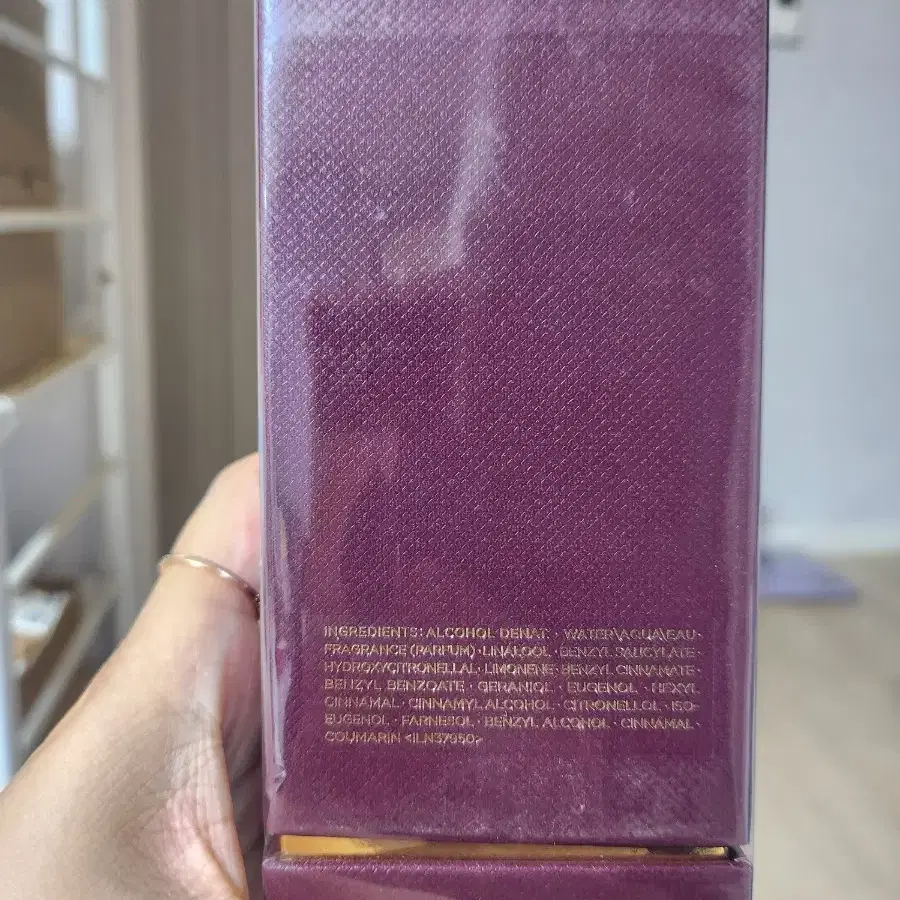 INGREDIENTS: ALCOHOL DENAT. · WATER\AQUA\EAU ·
FRAGRANCE (PARFUM) · LINALOOL · BENZYL SALICYLATE ·
HYDROXYCITRONELLAL · LIMONENE · BENZYL CINNAMATE ·
BENZYL BENZOATE · GERANIOL · EUGENOL · HEXYL
CINNAMAL · CINNAMYL ALCOHOL · CITRONELLOL · ISO-
EUGENOL · FARNESOL · BENZYL ALCOHOL · CINNAMAL ·
COUMARIN <ILN37950>